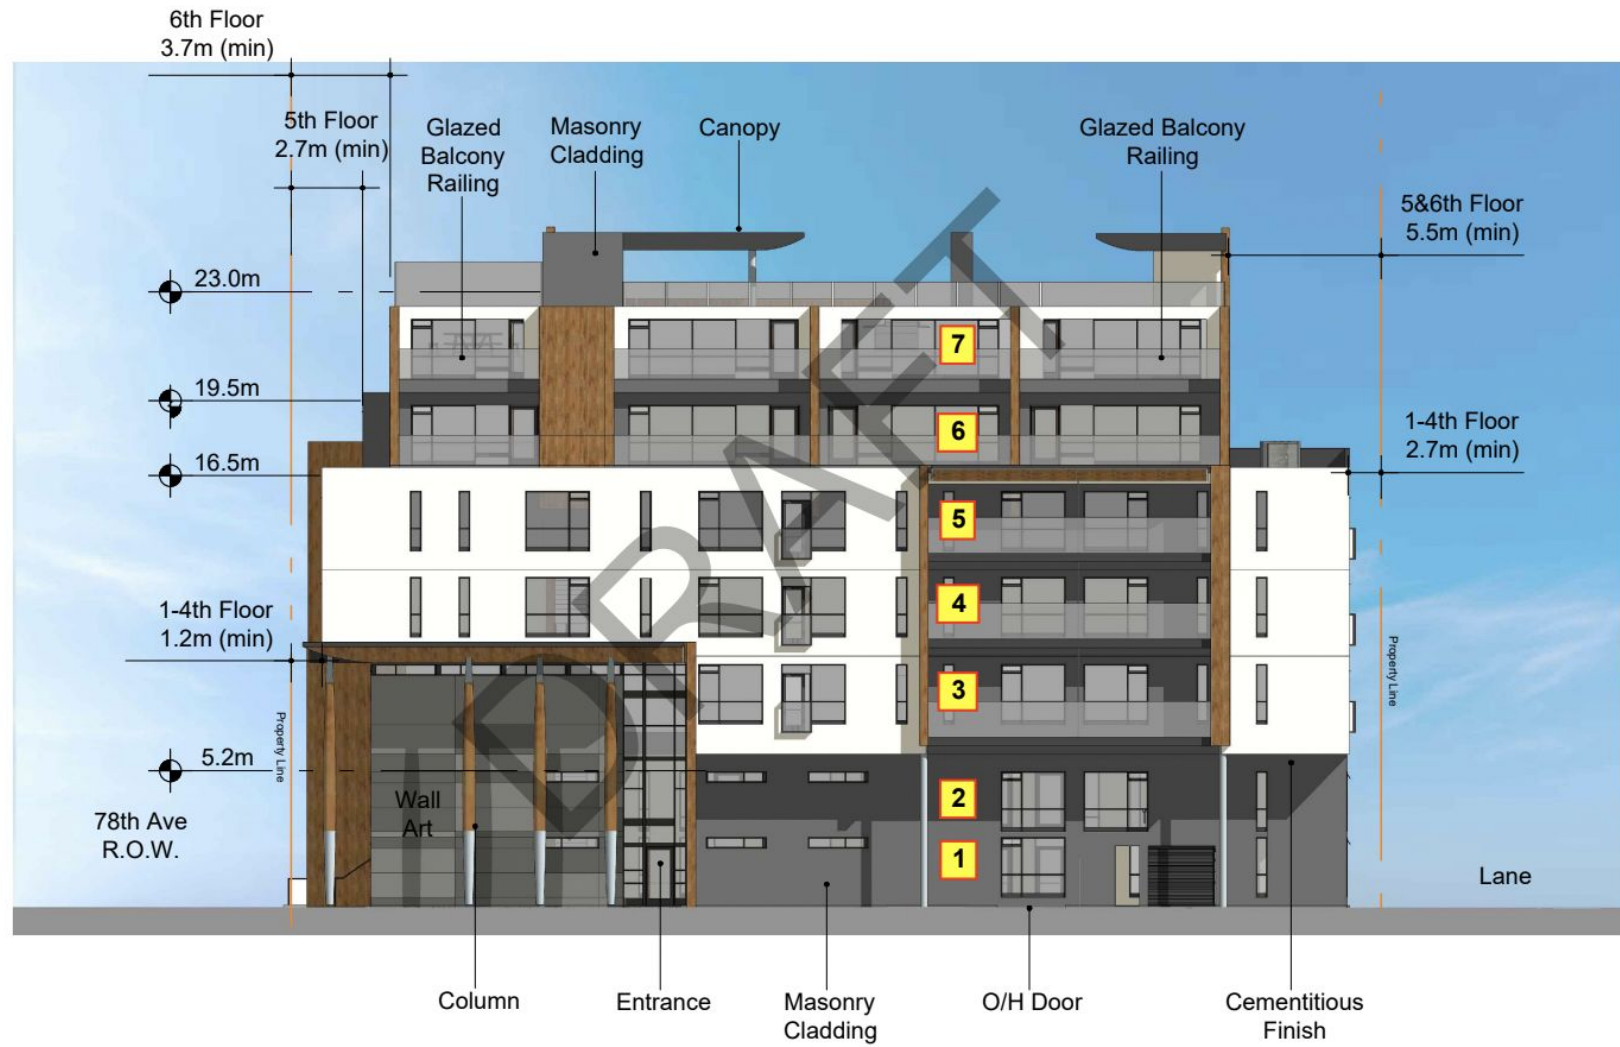 6th Floor
3.7m (min)
5th Floor
2.7m (min)
Glazed
Balcony
Railing
Masonry
Cladding
Canopy
Glazed Balcony
Railing
5&6th Floor
5.5m (min)
23.0m
19.5m
16.5m
1-4th Floor
2.7m (min)
7
6
5
4
3
2
1
DRAFT
1-4th Floor
1.2m (min)
Property Line
Property Line
5.2m
Wall
Art
78th Ave
R.O.W.
Lane
Column
Entrance
Masonry
Cladding
O/H Door
Cementitious
Finish